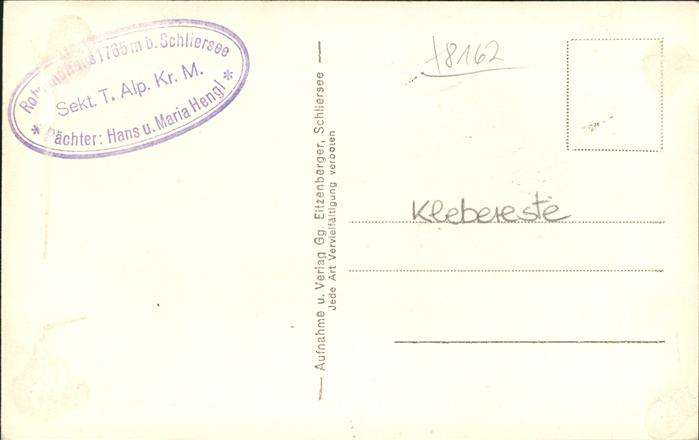 1765 m b. Schliersee
Sekt. T. Alp. Kr. M.
* Pächter: Hans u. Maria Hengl *
Aufnahme u. Verlag Gg. Eitzenberger, Schliersee
Jede Art Vervielfältigung verboten
8162
Klebereste